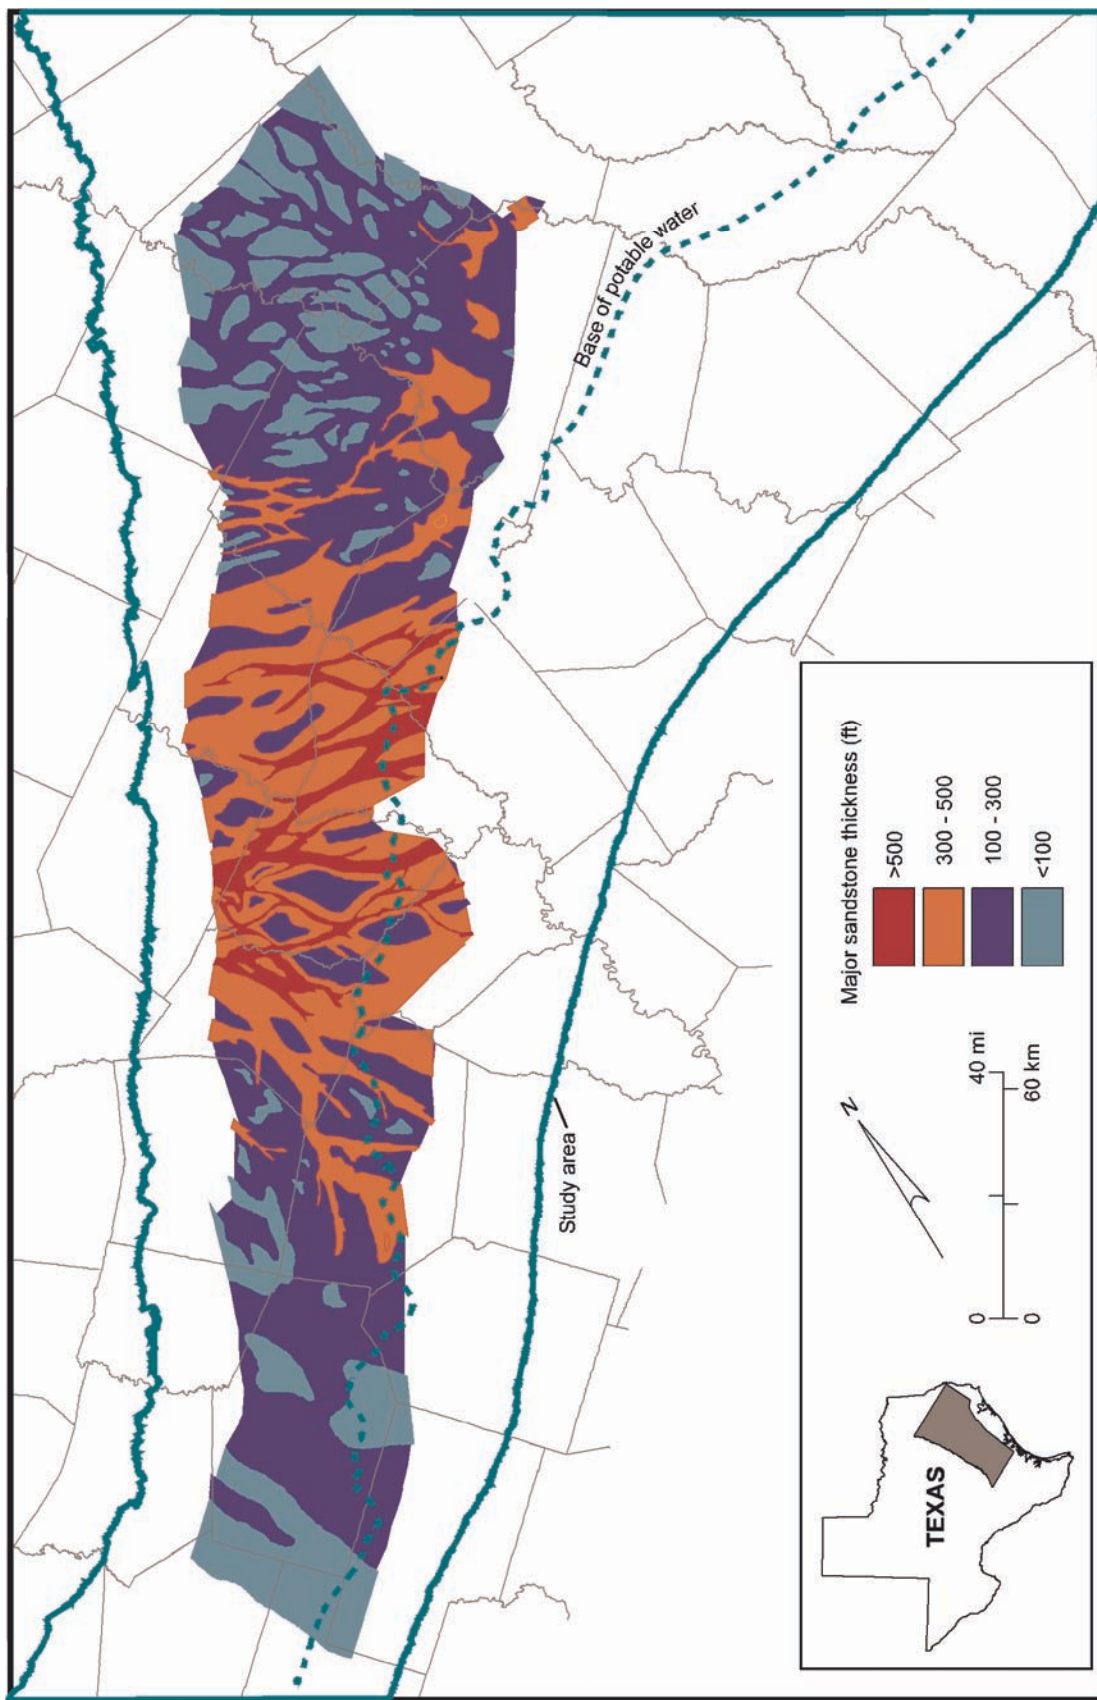 Base of potable water
Study area
Major sandstone thickness (ft)
>500
300 - 500
100 - 300
<100
N
0
40 mi
0
60 km
TEXAS